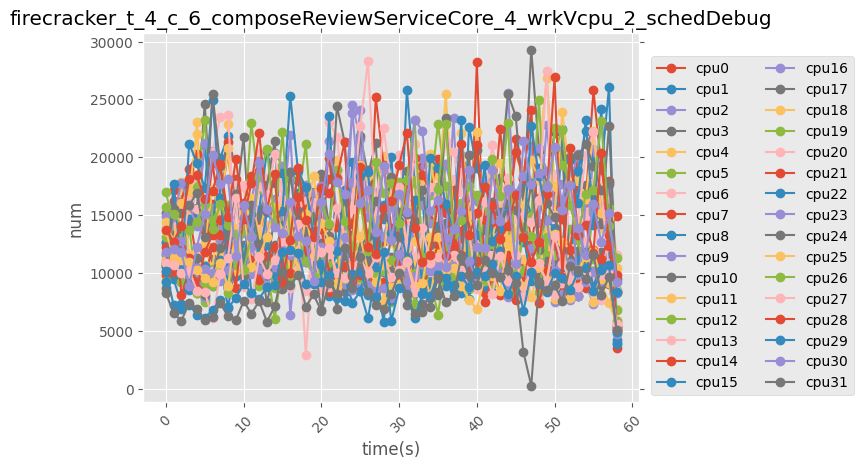 firecracker_t_4_c_6_composeReviewServiceCore_4_wrkVcpu_2_schedDebug
30000
25000
20000
15000
10000
5000
0
num
0
10
20
30
40
50
60
time(s)
cpu0
cpu1
cpu2
cpu3
cpu4
cpu5
cpu6
cpu7
cpu8
cpu9
cpu10
cpu11
cpu12
cpu13
cpu14
cpu15
cpu16
cpu17
cpu18
cpu19
cpu20
cpu21
cpu22
cpu23
cpu24
cpu25
cpu26
cpu27
cpu28
cpu29
cpu30
cpu31